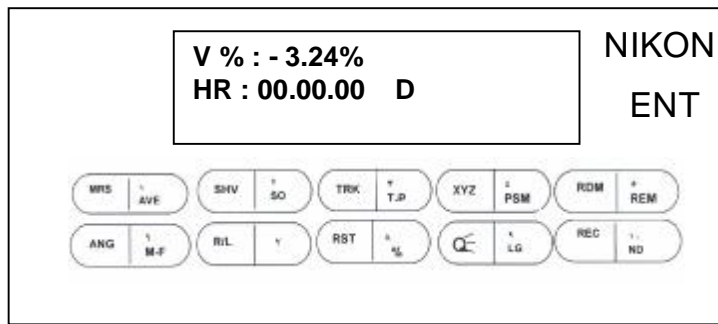 V % : - 3.24%
HR : 00.00.00 D
NIKON
ENT
MRS AVE SHV SO TRK T.P XYZ PSM RDM REM
ANG M-F R/L RST LG REC ND